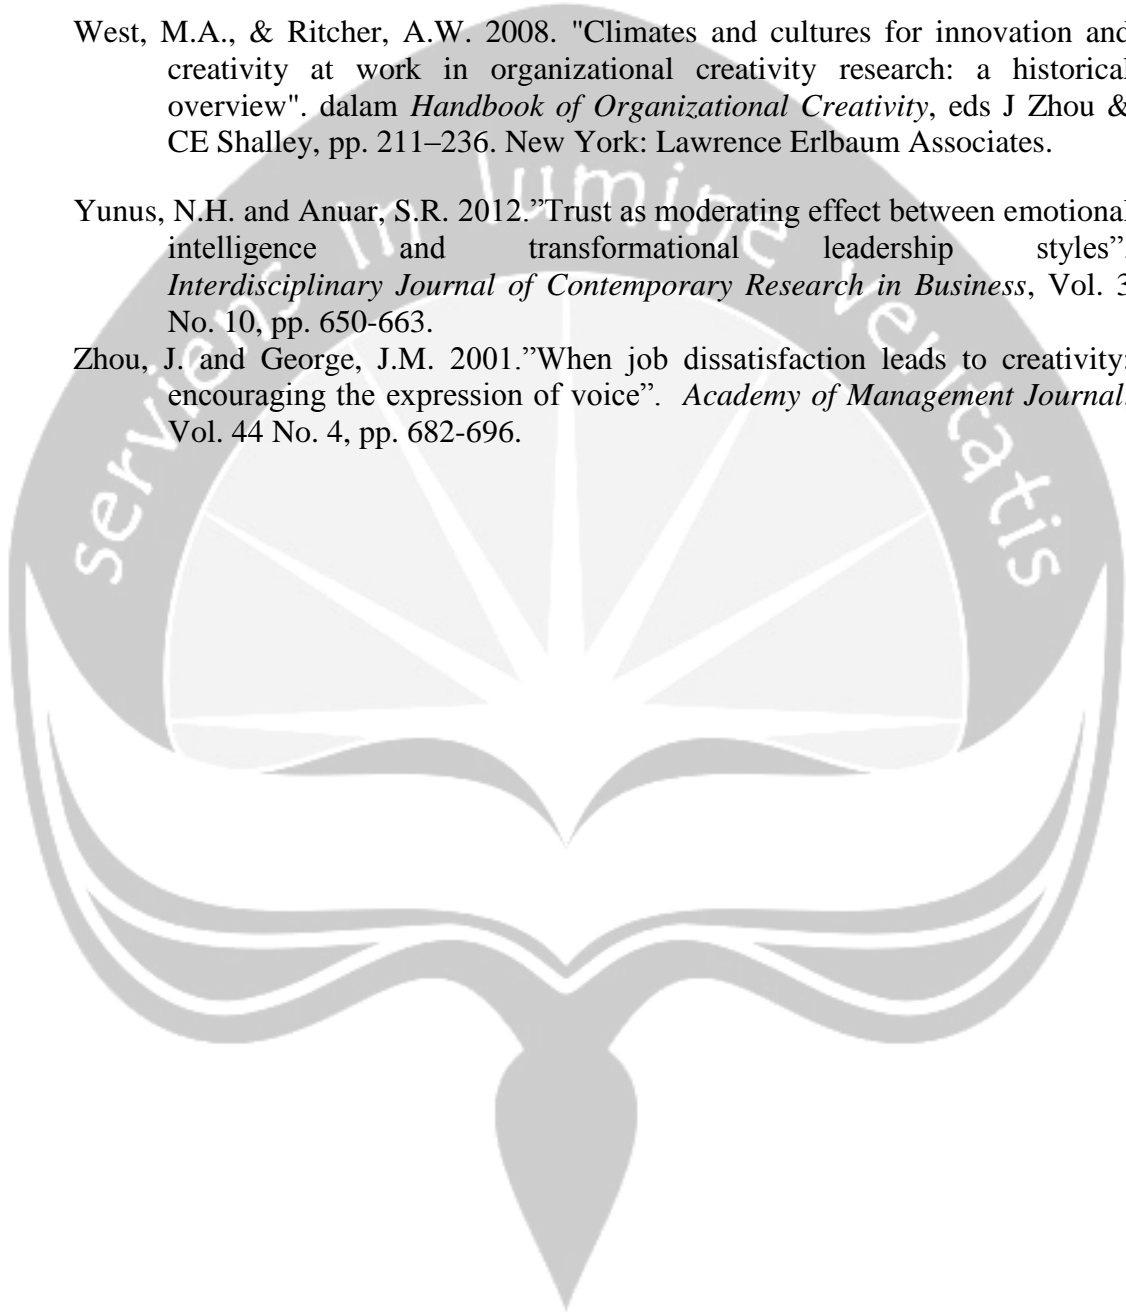 West, M.A., & Ritcher, A.W. 2008. "Climates and cultures for innovation and
creativity at work in organizational creativity research: a historical
overview". dalam Handbook of Organizational Creativity, eds J Zhou &
CE Shalley, pp. 211–236. New York: Lawrence Erlbaum Associates.
Yunus, N.H. and Anuar, S.R. 2012.”Trust as moderating effect between emotional
intelligence and transformational leadership styles”.
Interdisciplinary Journal of Contemporary Research in Business, Vol. 3
No. 10, pp. 650-663.
Zhou, J. and George, J.M. 2001.”When job dissatisfaction leads to creativity:
encouraging the expression of voice”. Academy of Management Journal.
Vol. 44 No. 4, pp. 682-696.
serviens in lumine veritatis